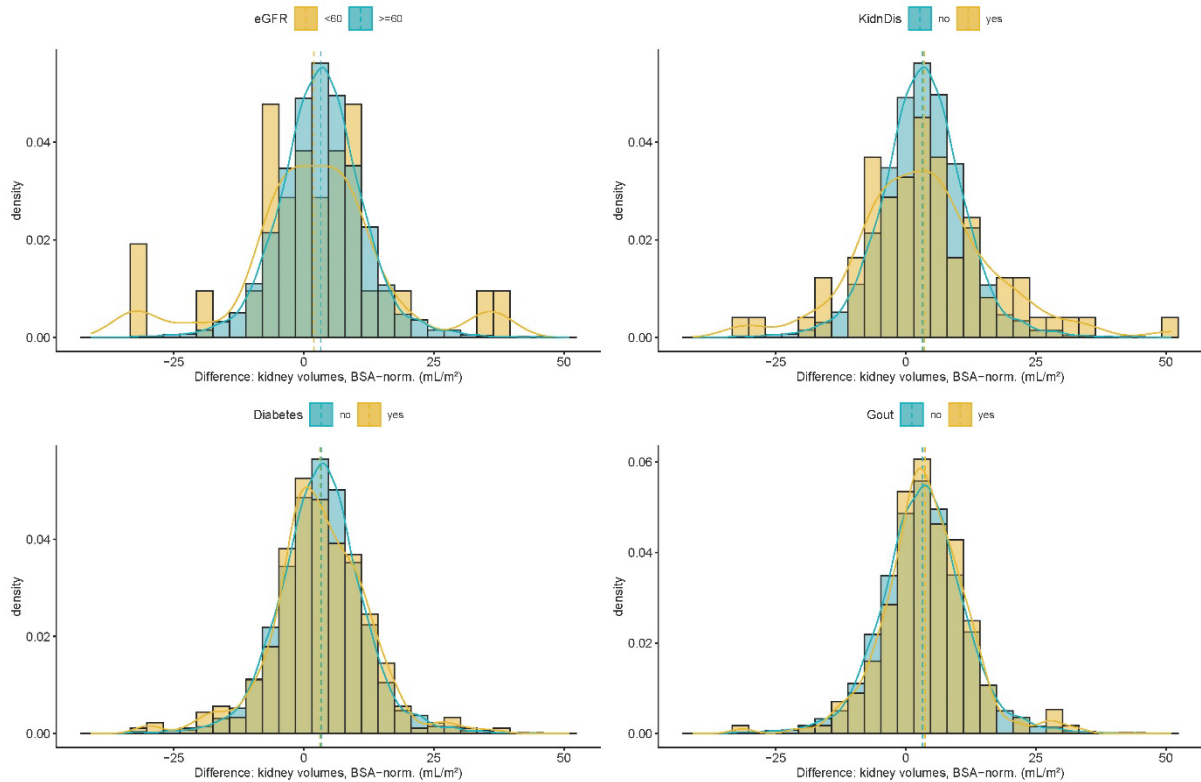 eGFR <60 >=60
KidnDis no yes
density
0.04
0.02
0.00
−25 0 25 50
Difference: kidney volumes, BSA−norm. (mL/m²)
density
0.04
0.02
0.00
−25 0 25 50
Difference: kidney volumes, BSA−norm. (mL/m²)
Diabetes no yes
Gout no yes
density
0.04
0.02
0.00
−25 0 25 50
Difference: kidney volumes, BSA−norm. (mL/m²)
density
0.06
0.04
0.02
0.00
−25 0 25 50
Difference: kidney volumes, BSA−norm. (mL/m²)